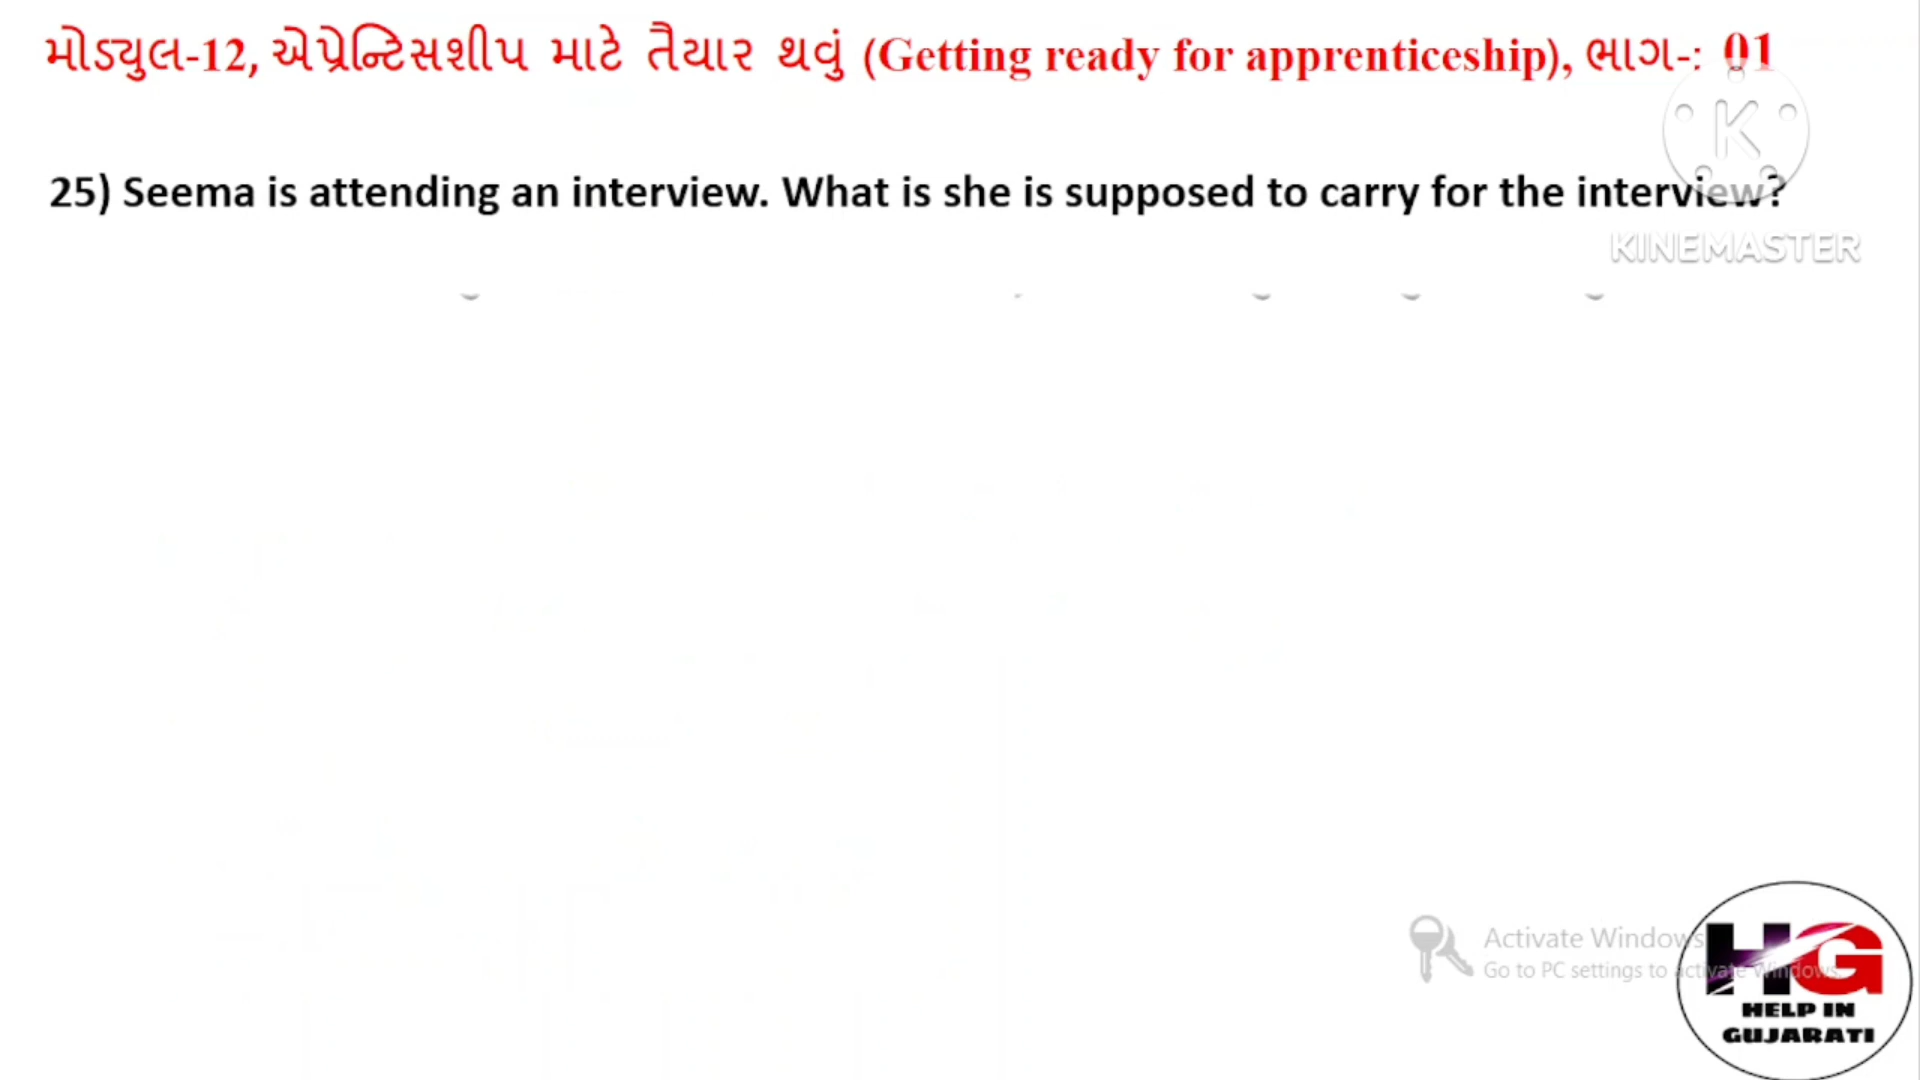 મોડ્યુલ-12, એપ્રેન્ટિસશીપ માટે તૈયાર થવું (Getting ready for apprenticeship), ભાગ-: 01
K
25) Seema is attending an interview. What is she is supposed to carry for the interview?
KINEMASTER
Activate Windows
Go to PC settings to activate Windows.
HG
HELP IN
GUJARATI